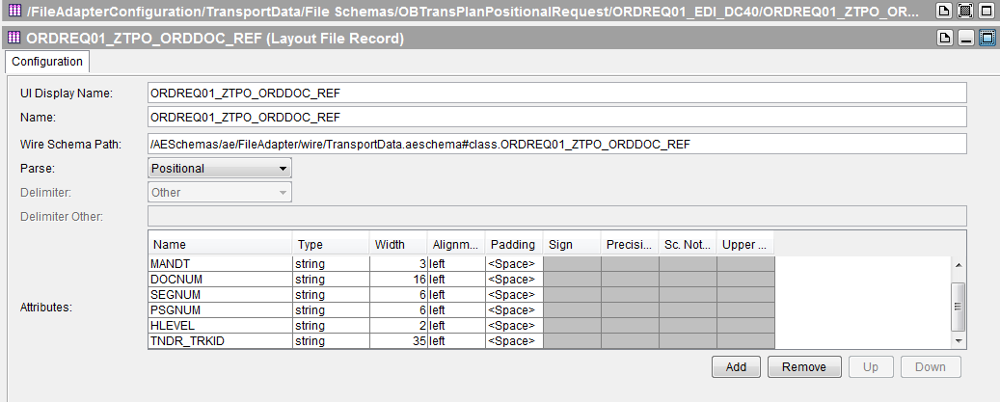 /FileAdapterConfiguration/TransportData/File Schemas/OBTransPlanPositionalRequest/ORDREQ01_EDI_DC40/ORDREQ01_ZTPO_OR...
ORDREQ01_ZTPO_ORDDOC_REF (Layout File Record)
Configuration
UI Display Name: ORDREQ01_ZTPO_ORDDOC_REF
Name: ORDREQ01_ZTPO_ORDDOC_REF
Wire Schema Path: /AESchemas/ae/FileAdapter/wire/TransportData.aeschema#class.ORDREQ01_ZTPO_ORDDOC_REF
Parse: Positional
Delimiter: Other
Delimiter Other:
Attributes:
Name Type Width Alignm... Padding Sign Precisi... Sc. Not... Upper ...
MANDT string 3 left <Space>
DOCNUM string 16 left <Space>
SEGNUM string 6 left <Space>
PSGNUM string 6 left <Space>
HLEVEL string 2 left <Space>
TNDR_TRKID string 35 left <Space>
Add Remove Up Down